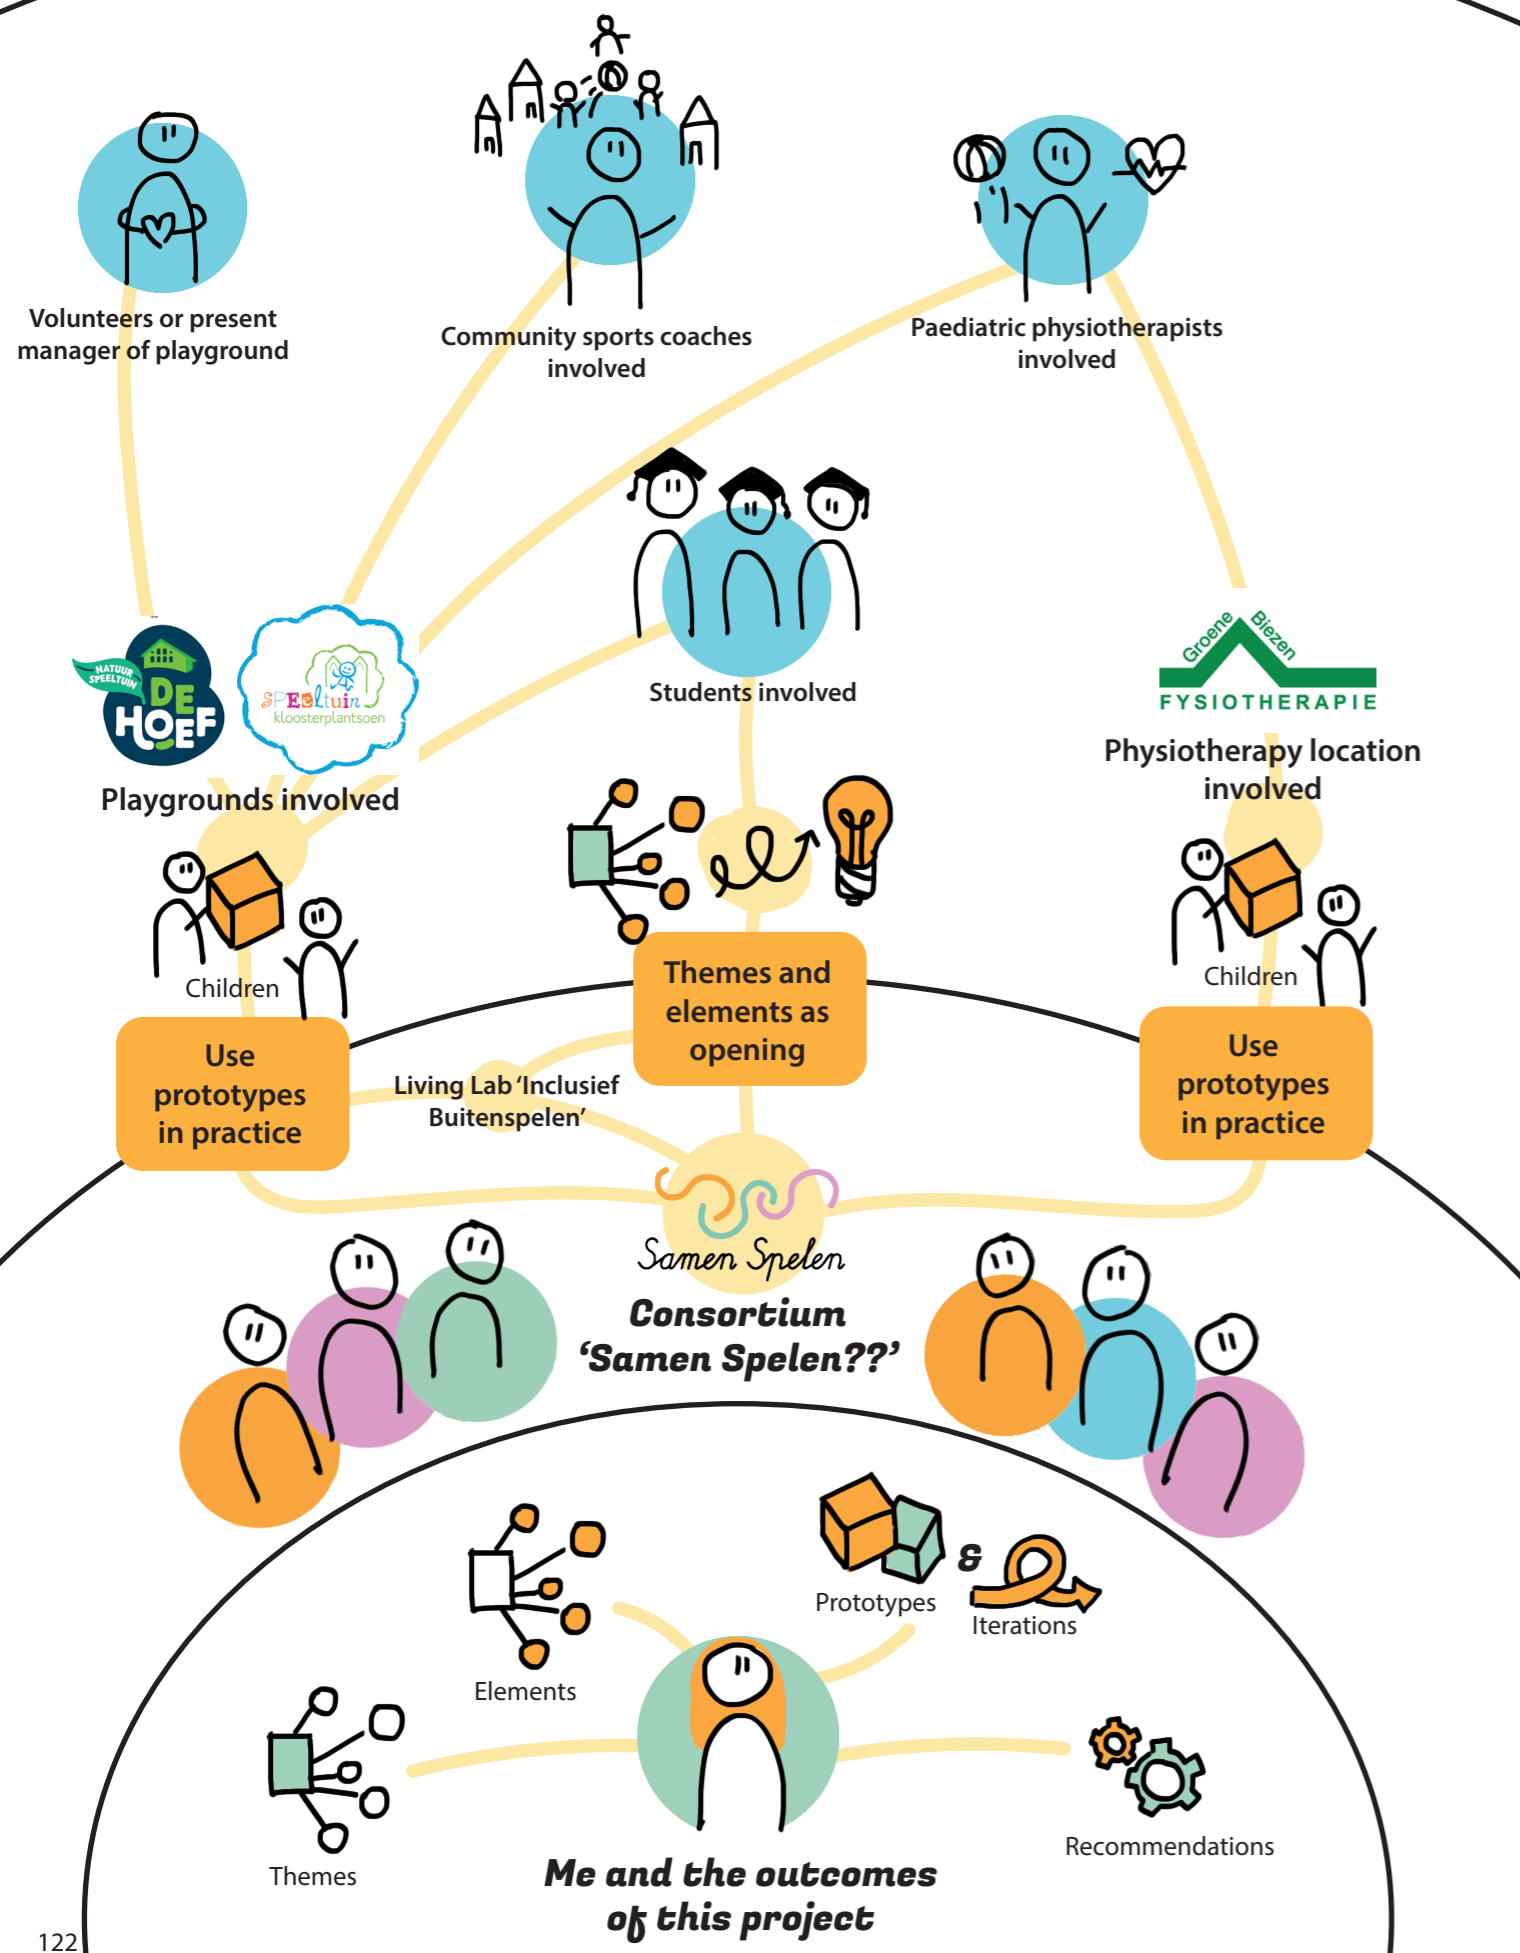 Volunteers or present
manager of playground
Community sports coaches
involved
Paediatric physiotherapists
involved
NATUUR
SPEELTUIN
DE
HOEF
SPEELtuin
kloosterplantsoen
Playgrounds involved
Students involved
Groene Biezen
FYSIOTHERAPIE
Physiotherapy location
involved
Children
Use
prototypes
in practice
Themes and
elements as
opening
Living Lab ‘Inclusief
Buitenspelen’
Children
Use
prototypes
in practice
Samen Spelen
Consortium
‘Samen Spelen??’
Elements
Prototypes
&
Iterations
Themes
Recommendations
Me and the outcomes
of this project
122